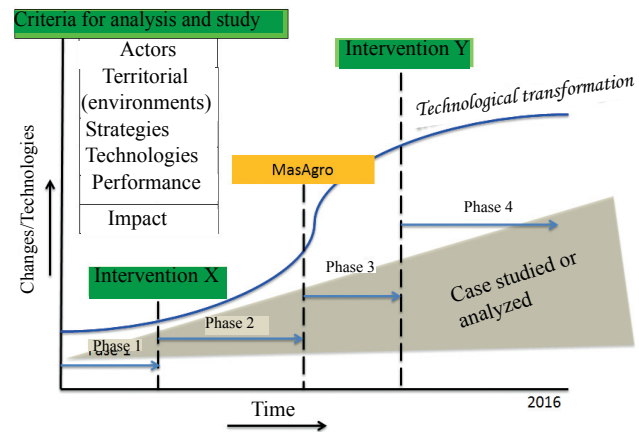 Criteria for analysis and study
Actors
Territorial
(environments)
Strategies
Technologies
Performance
Impact
Intervention Y
Technological transformation
MasAgro
Changes/Technologies
Intervention X
Phase 4
Phase 3
Case studied or
analyzed
Phase 2
Phase 1
2016
Time